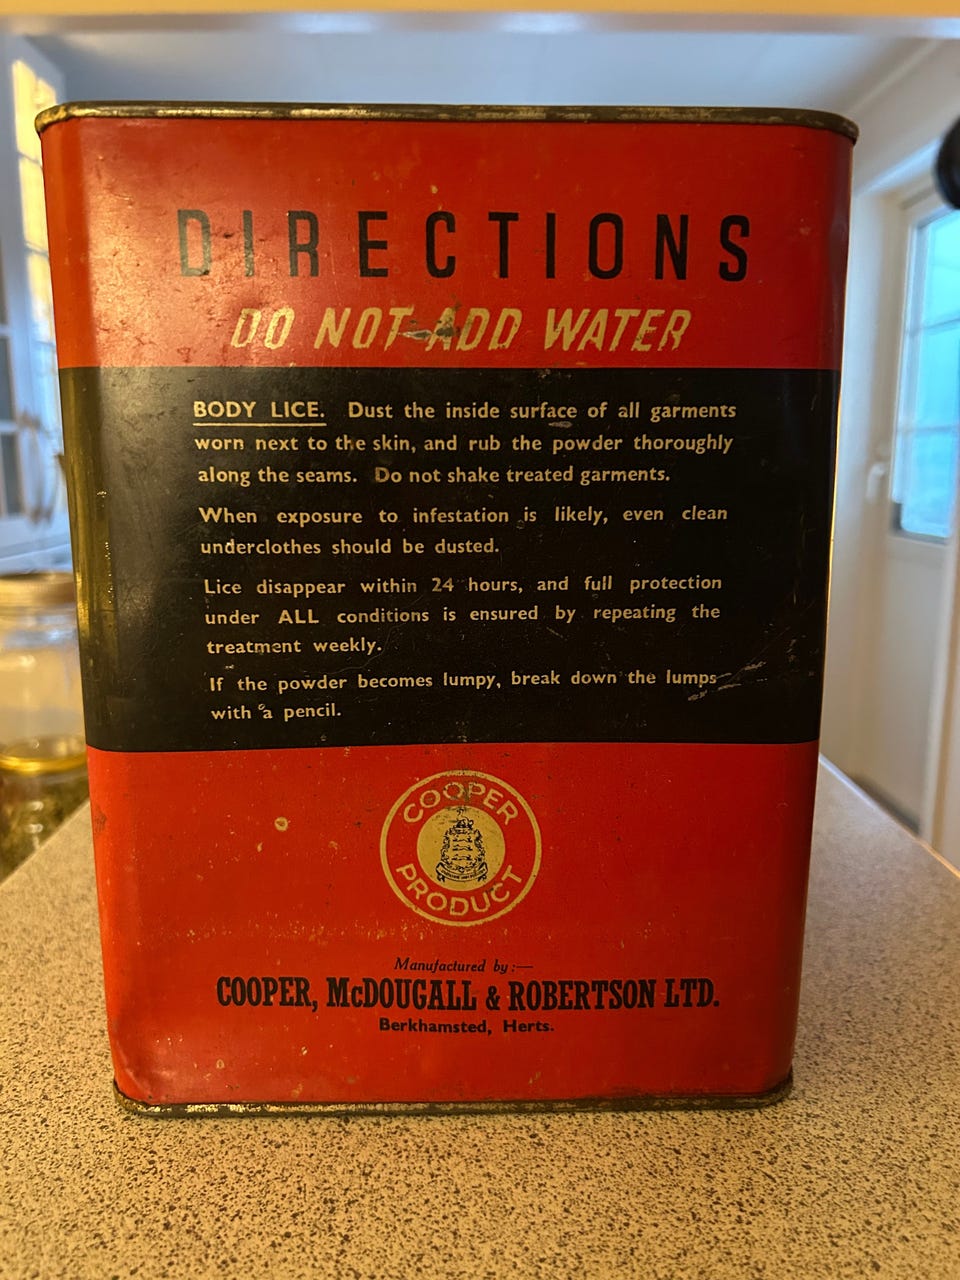 DIRECTIONS
DO NOT ADD WATER
BODY LICE. Dust the inside surface of all garments
worn next to the skin, and rub the powder thoroughly
along the seams. Do not shake treated garments.
When exposure to infestation is likely, even clean
underclothes should be dusted.
Lice disappear within 24 hours, and full protection
under ALL conditions is ensured by repeating the
treatment weekly.
If the powder becomes lumpy, break down the lumps
with a pencil.
COOPER
PRODUCT
Manufactured by:—
COOPER, McDOUGALL & ROBERTSON LTD.
Berkhamsted, Herts.